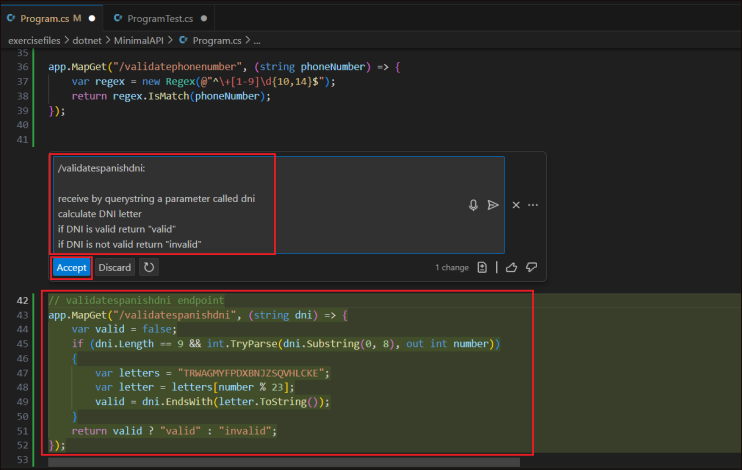 Program.cs M
ProgramTest.cs
exercisefiles > dotnet > MinimalAPI > Program.cs > ...
35
36 app.MapGet("/validatephonenumber", (string phoneNumber) => {
37 var regex = new Regex(@"^\+[1-9]\d{10,14}$");
38 return regex.IsMatch(phoneNumber);
39 });
40
41
/validatespanishdni:
receive by querystring a parameter called dni
calculate DNI letter
if DNI is valid return "valid"
if DNI is not valid return "invalid"
Accept Discard 1 change
42 // validatespanishdni endpoint
43 app.MapGet("/validatespanishdni", (string dni) => {
44 var valid = false;
45 if (dni.Length == 9 && int.TryParse(dni.Substring(0, 8), out int number))
46 {
47 var letters = "TRWAGMYFPDXBNJZSQVHLCKE";
48 var letter = letters[number % 23];
49 valid = dni.EndsWith(letter.ToString());
50 }
51 return valid ? "valid" : "invalid";
52 });
53